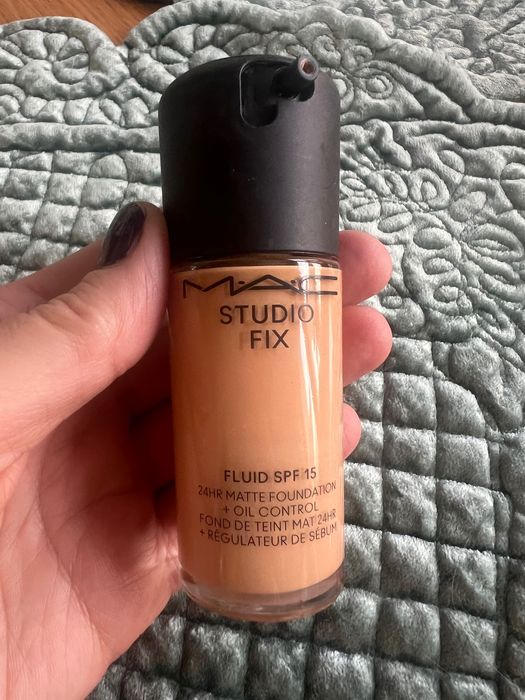 M·A·C
STUDIO
FIX
FLUID SPF 15
24HR MATTE FOUNDATION
+ OIL CONTROL
FOND DE TEINT MAT 24HR
+ RÉGULATEUR DE SÉBUM